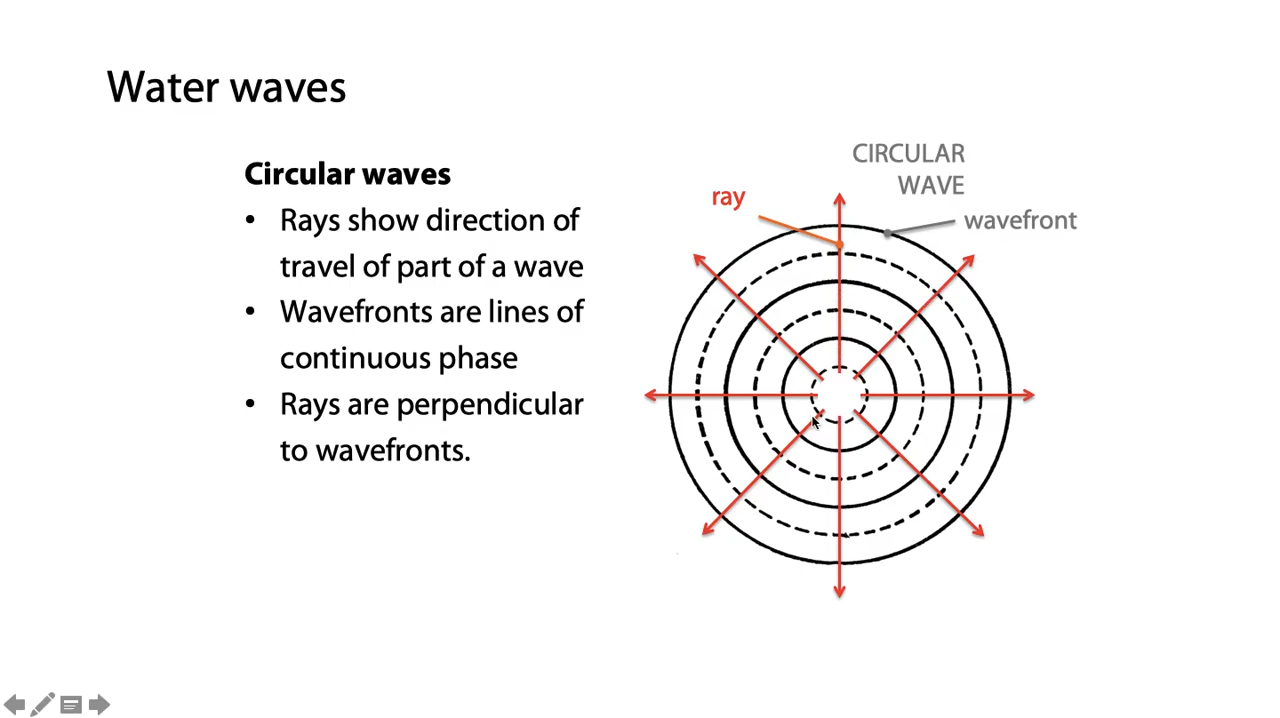 Water waves
Circular waves
• Rays show direction of
travel of part of a wave
• Wavefronts are lines of
continuous phase
• Rays are perpendicular
to wavefronts.
CIRCULAR
WAVE
ray
wavefront